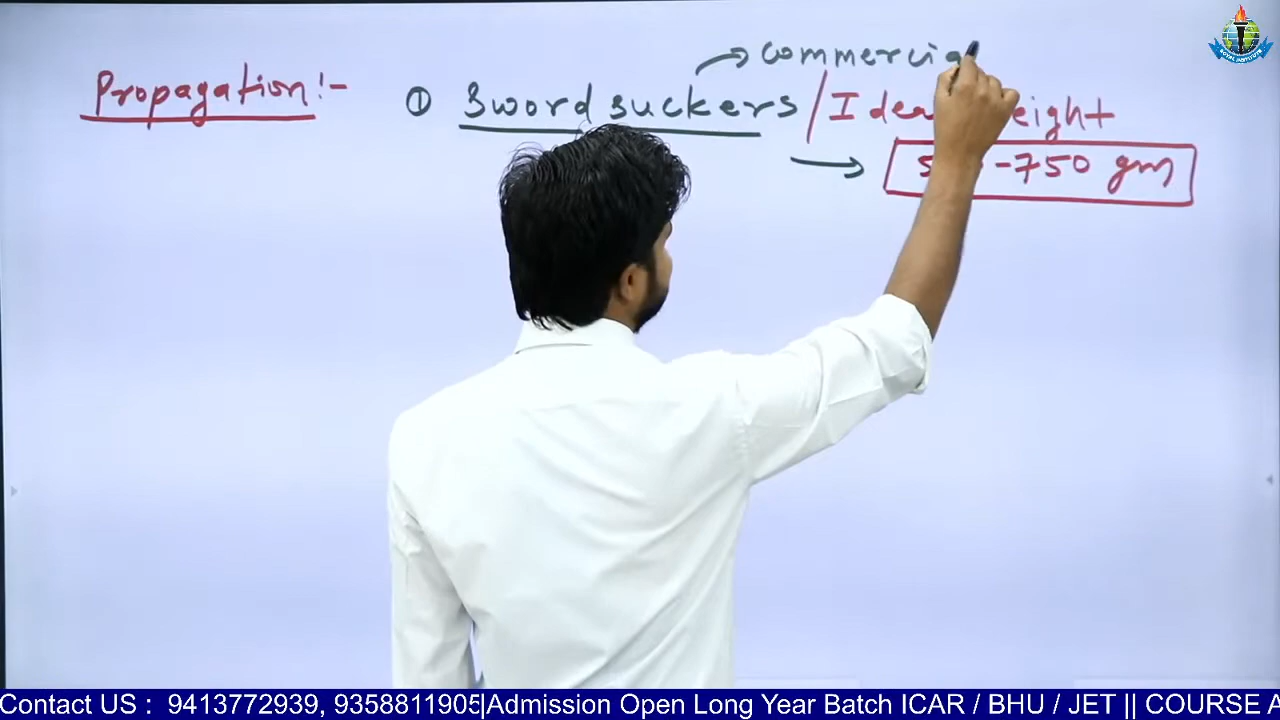 commercia
Propagation:- ① Sword suckers / Ideal weight
→ -750 gm
Contact US : 9413772939, 9358811905|Admission Open Long Year Batch ICAR / BHU / JET || COURSE A